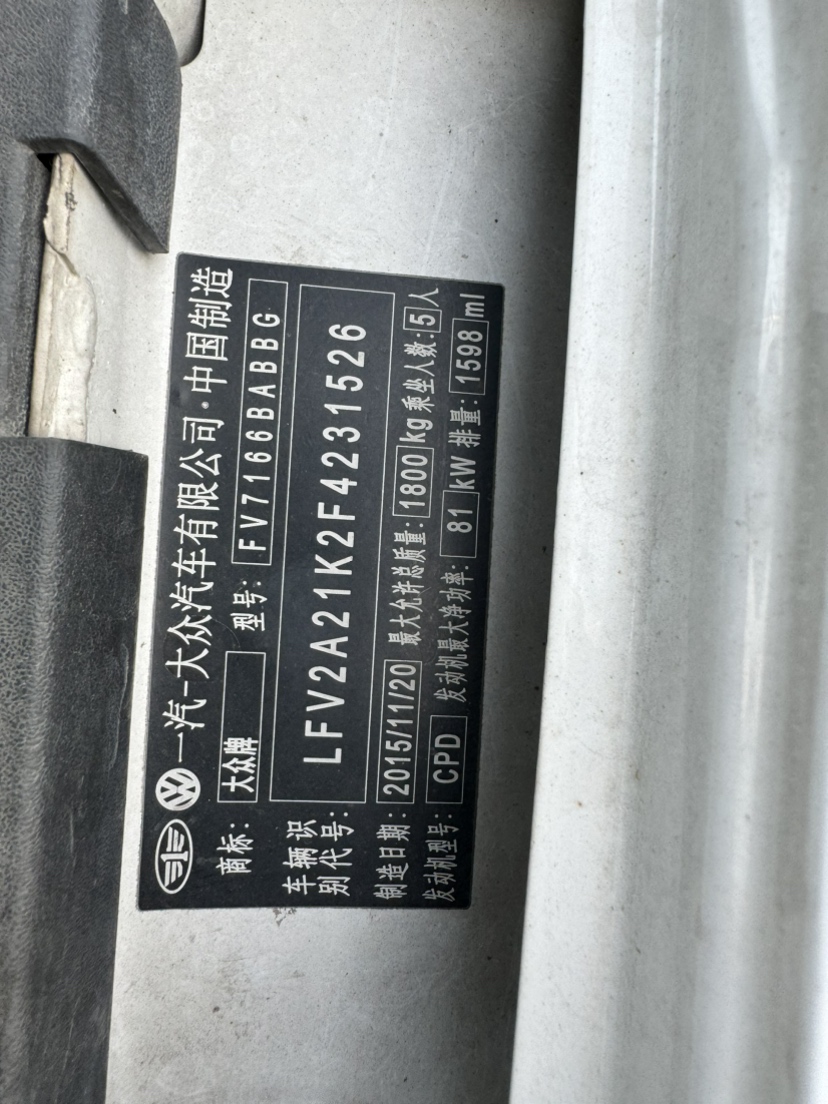 一汽-大众汽车有限公司·中国制造
商标: 大众牌 型号: FV7166BABBG
车辆识
别代号: LFV2A21K2F4231526
制造日期: 2015/11/20 最大允许总质量: 1800 kg 乘坐人数: 5 人
发动机型号: CPD 发动机最大净功率: 81 kW 排量: 1598 ml